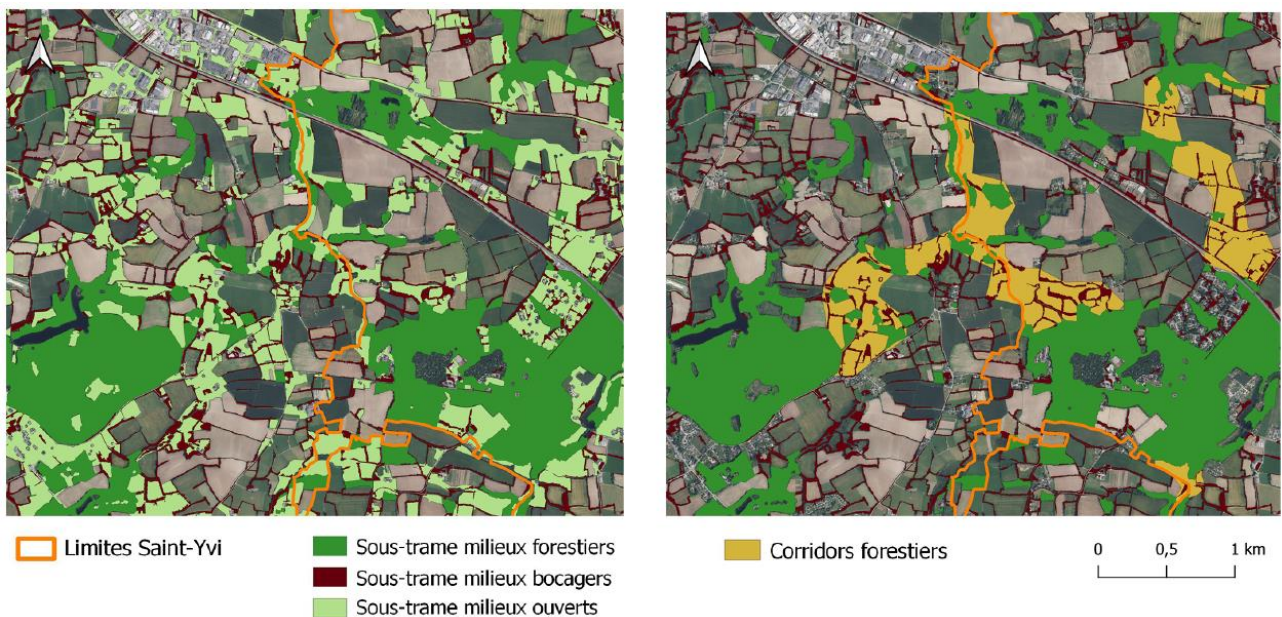 Limites Saint-Yvi
Sous-trame milieux forestiers
Sous-trame milieux bocagers
Sous-trame milieux ouverts
Corridors forestiers
0 0,5 1 km